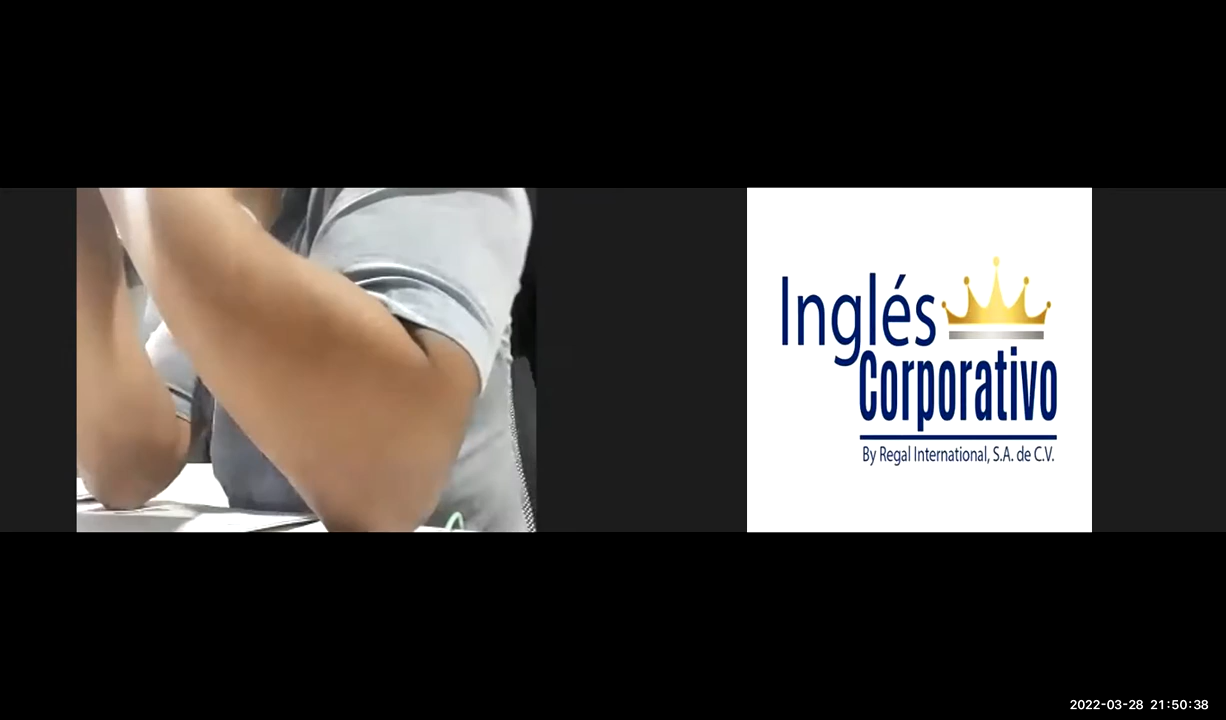 Inglés
Corporativo
By Regal International, S.A. de C.V.
2022-03-28 21:50:38